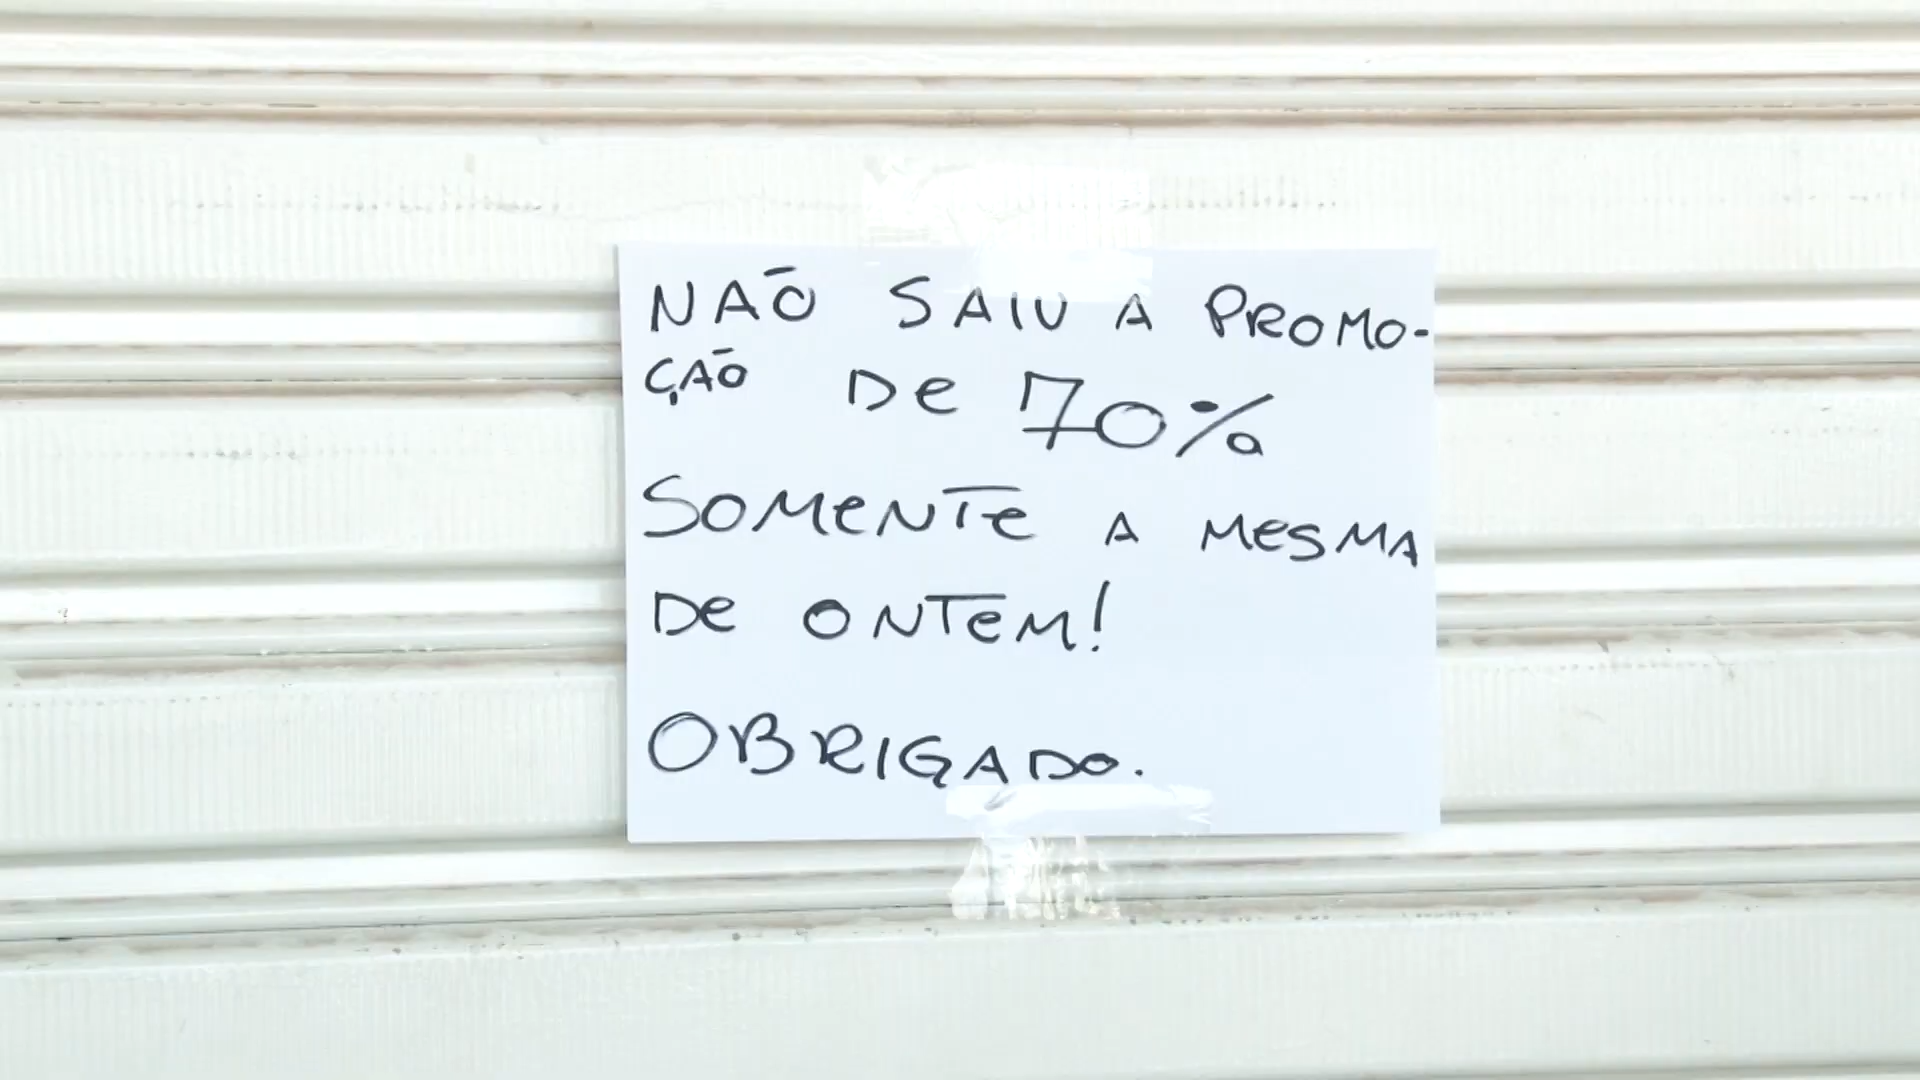 NÃO SAIU A PROMO-
ÇÃO DE 70%
SOMENTE A MESMA
DE ONTEM!
OBRIGADO.